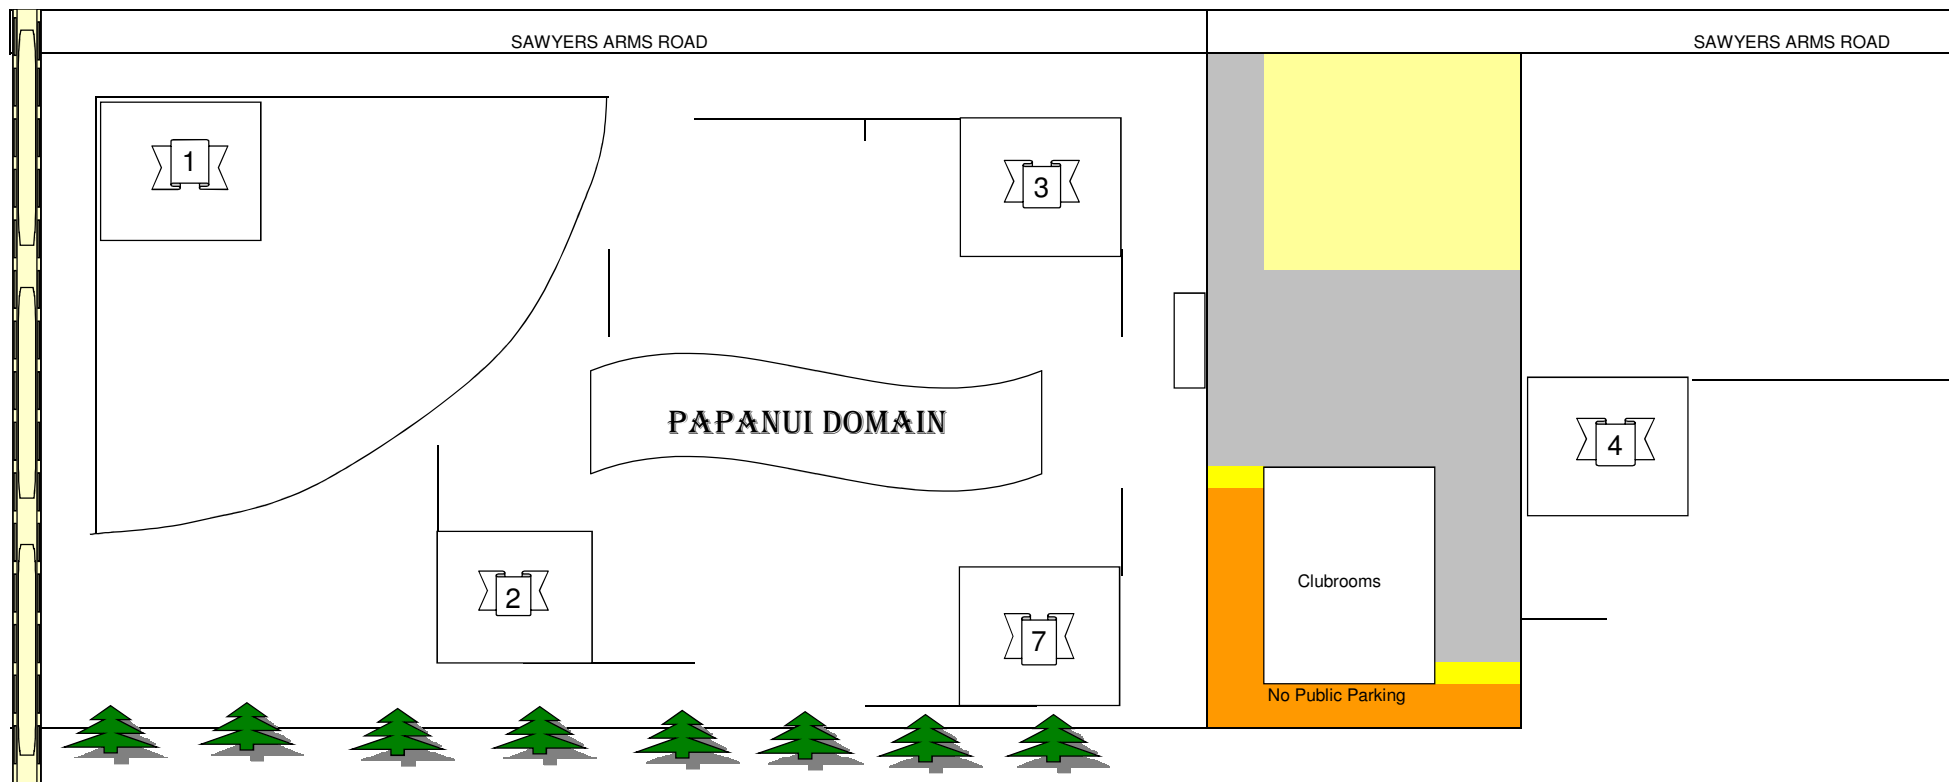 SAWYERS ARMS ROAD
SAWYERS ARMS ROAD
1
3
PAPANUI DOMAIN
4
2
Clubrooms
7
No Public Parking